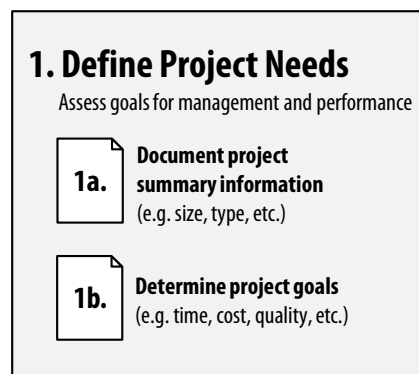 1. Define Project Needs
Assess goals for management and performance
1a.
Document project
summary information
(e.g. size, type, etc.)
1b.
Determine project goals
(e.g. time, cost, quality, etc.)